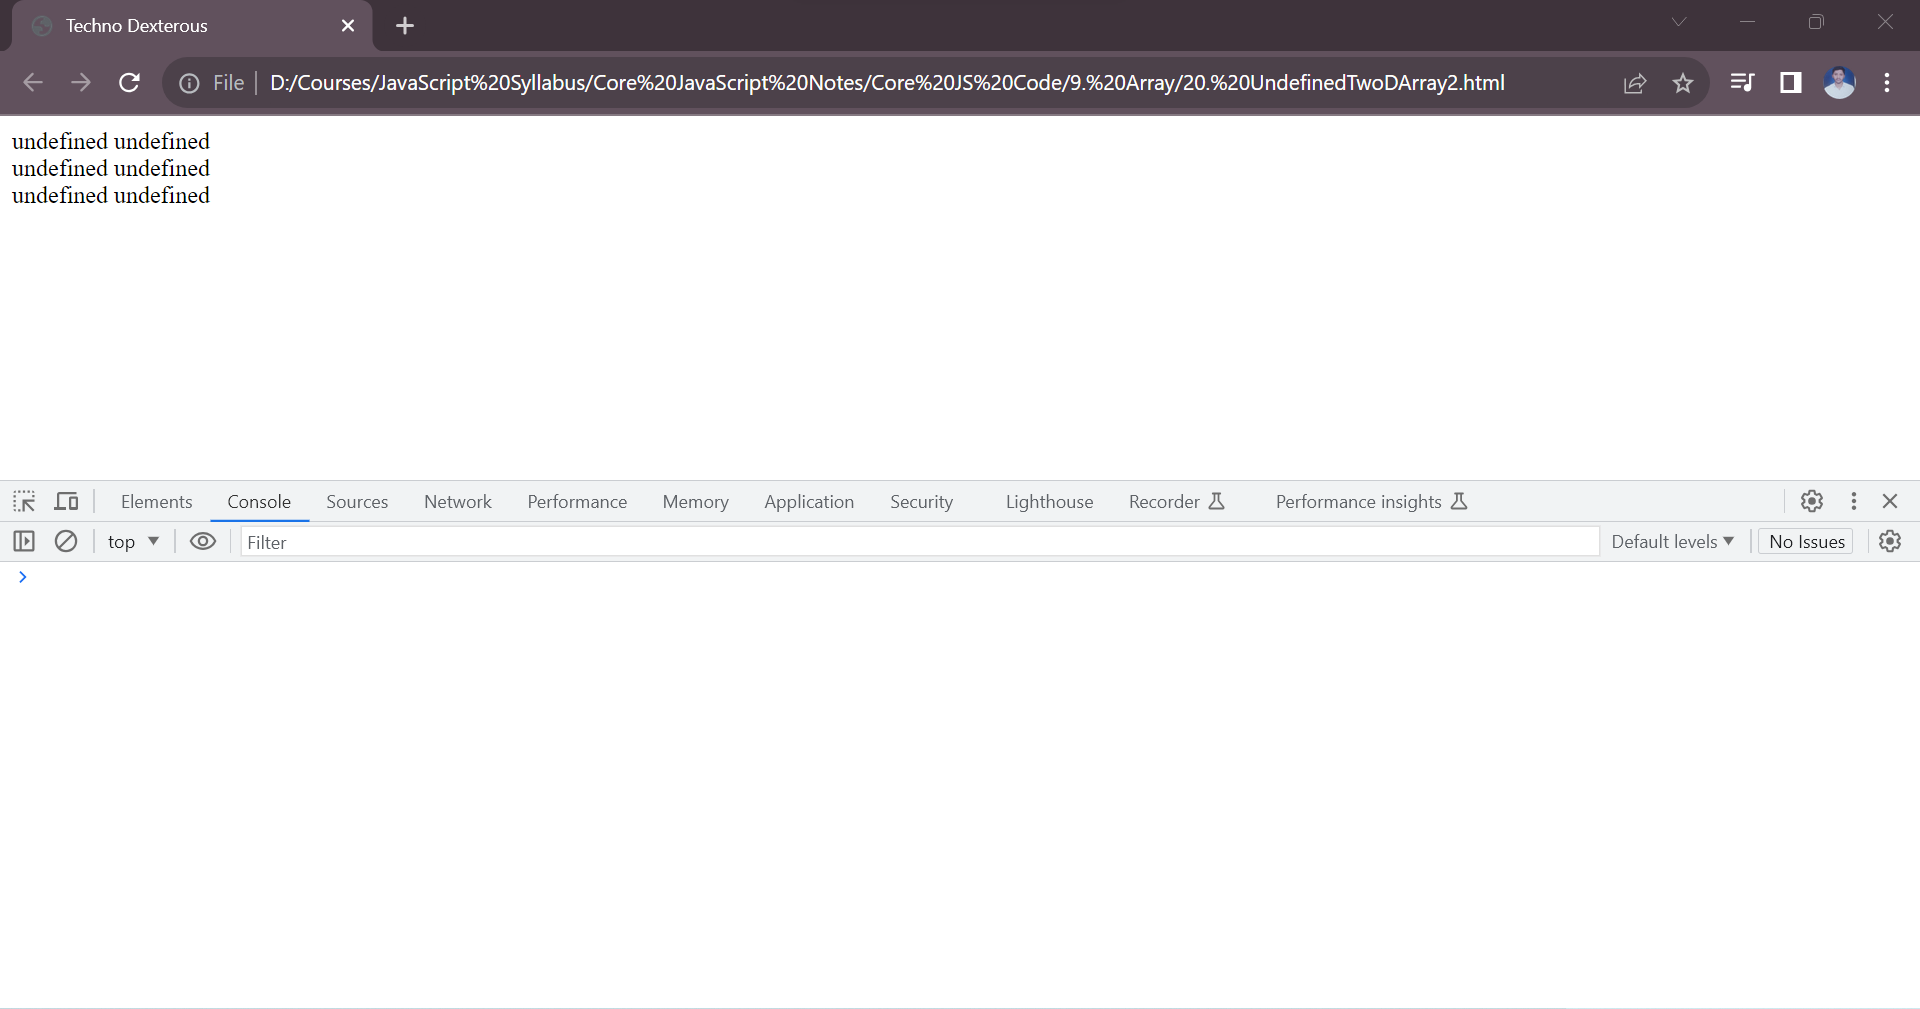 Techno Dexterous
File D:/Courses/JavaScript%20Syllabus/Core%20JavaScript%20Notes/Core%20JS%20Code/9.%20Array/20.%20UndefinedTwoDArray2.html
undefined undefined
undefined undefined
undefined undefined
Elements Console Sources Network Performance Memory Application Security Lighthouse Recorder Performance insights
top Filter Default levels No Issues